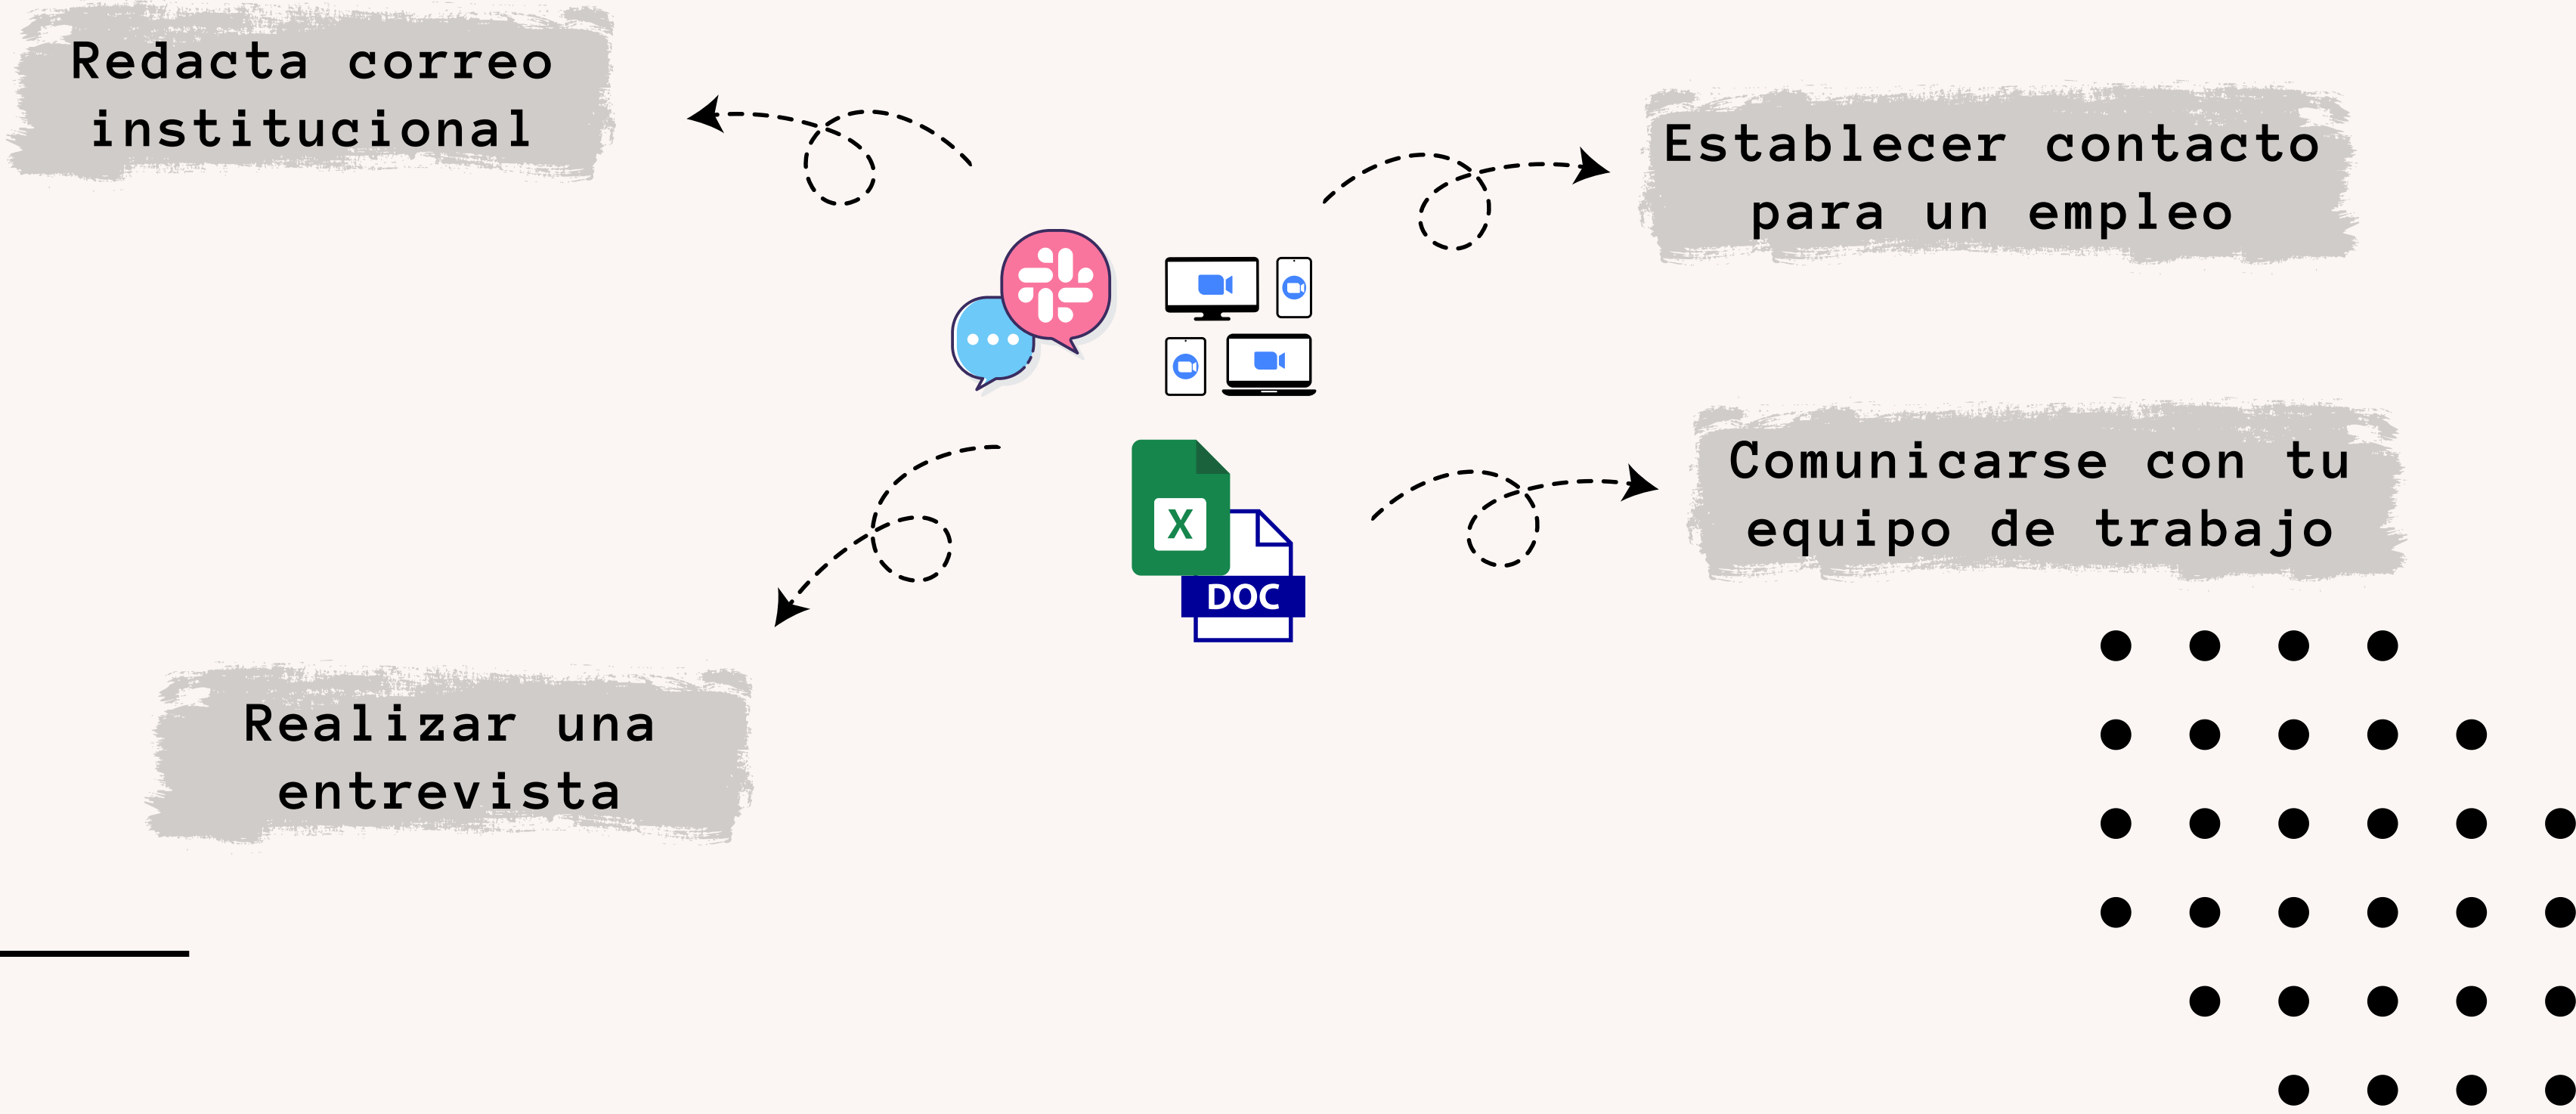 Redacta correo
institucional
Establecer contacto
para un empleo
Comunicarse con tu
equipo de trabajo
X
DOC
Realizar una
entrevista